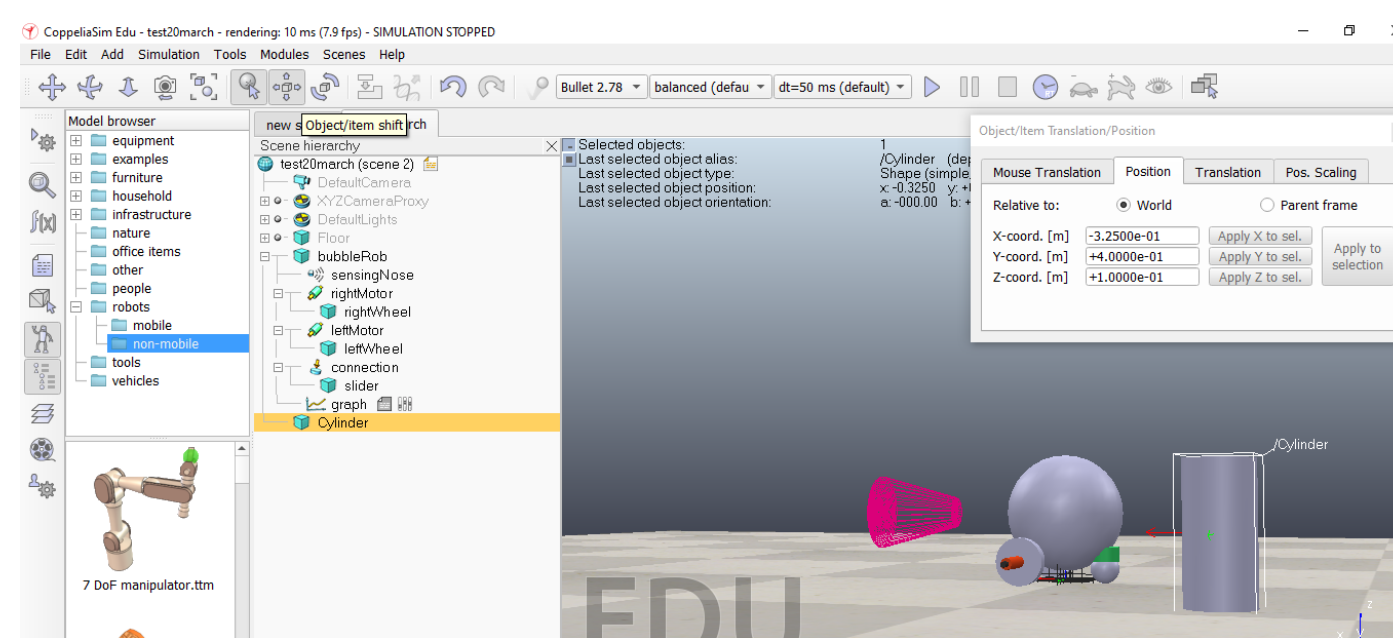 CoppeliaSim Edu - test20march - rendering: 10 ms (7.9 fps) - SIMULATION STOPPED
File Edit Add Simulation Tools Modules Scenes Help
Bullet 2.78 balanced (defau dt=50 ms (default)
Model browser
equipment
examples
furniture
household
infrastructure
nature
office items
other
people
robots
mobile
non-mobile
tools
vehicles
7 DoF manipulator.ttm
new s
Object/item shift
rch
Scene hierarchy
test20march (scene 2)
DefaultCamera
XYZCameraProxy
DefaultLights
Floor
bubbleRob
sensingNose
rightMotor
rightWheel
leftMotor
leftWheel
connection
slider
graph
Cylinder
Selected objects: 1
Last selected object alias: /Cylinder (dep
Last selected object type: Shape (simple,
Last selected object position: x: -0.3250 y: +
Last selected object orientation: a: -000.00 b: +
Object/Item Translation/Position
Mouse Translation Position Translation Pos. Scaling
Relative to: World Parent frame
X-coord. [m] -3.2500e-01 Apply X to sel.
Y-coord. [m] +4.0000e-01 Apply Y to sel.
Z-coord. [m] +1.0000e-01 Apply Z to sel.
Apply to
selection
/Cylinder
EDU
z
x